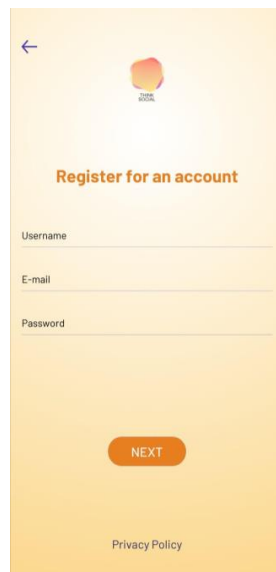 THINK
SOCIAL
Register for an account
Username
E-mail
Password
NEXT
Privacy Policy